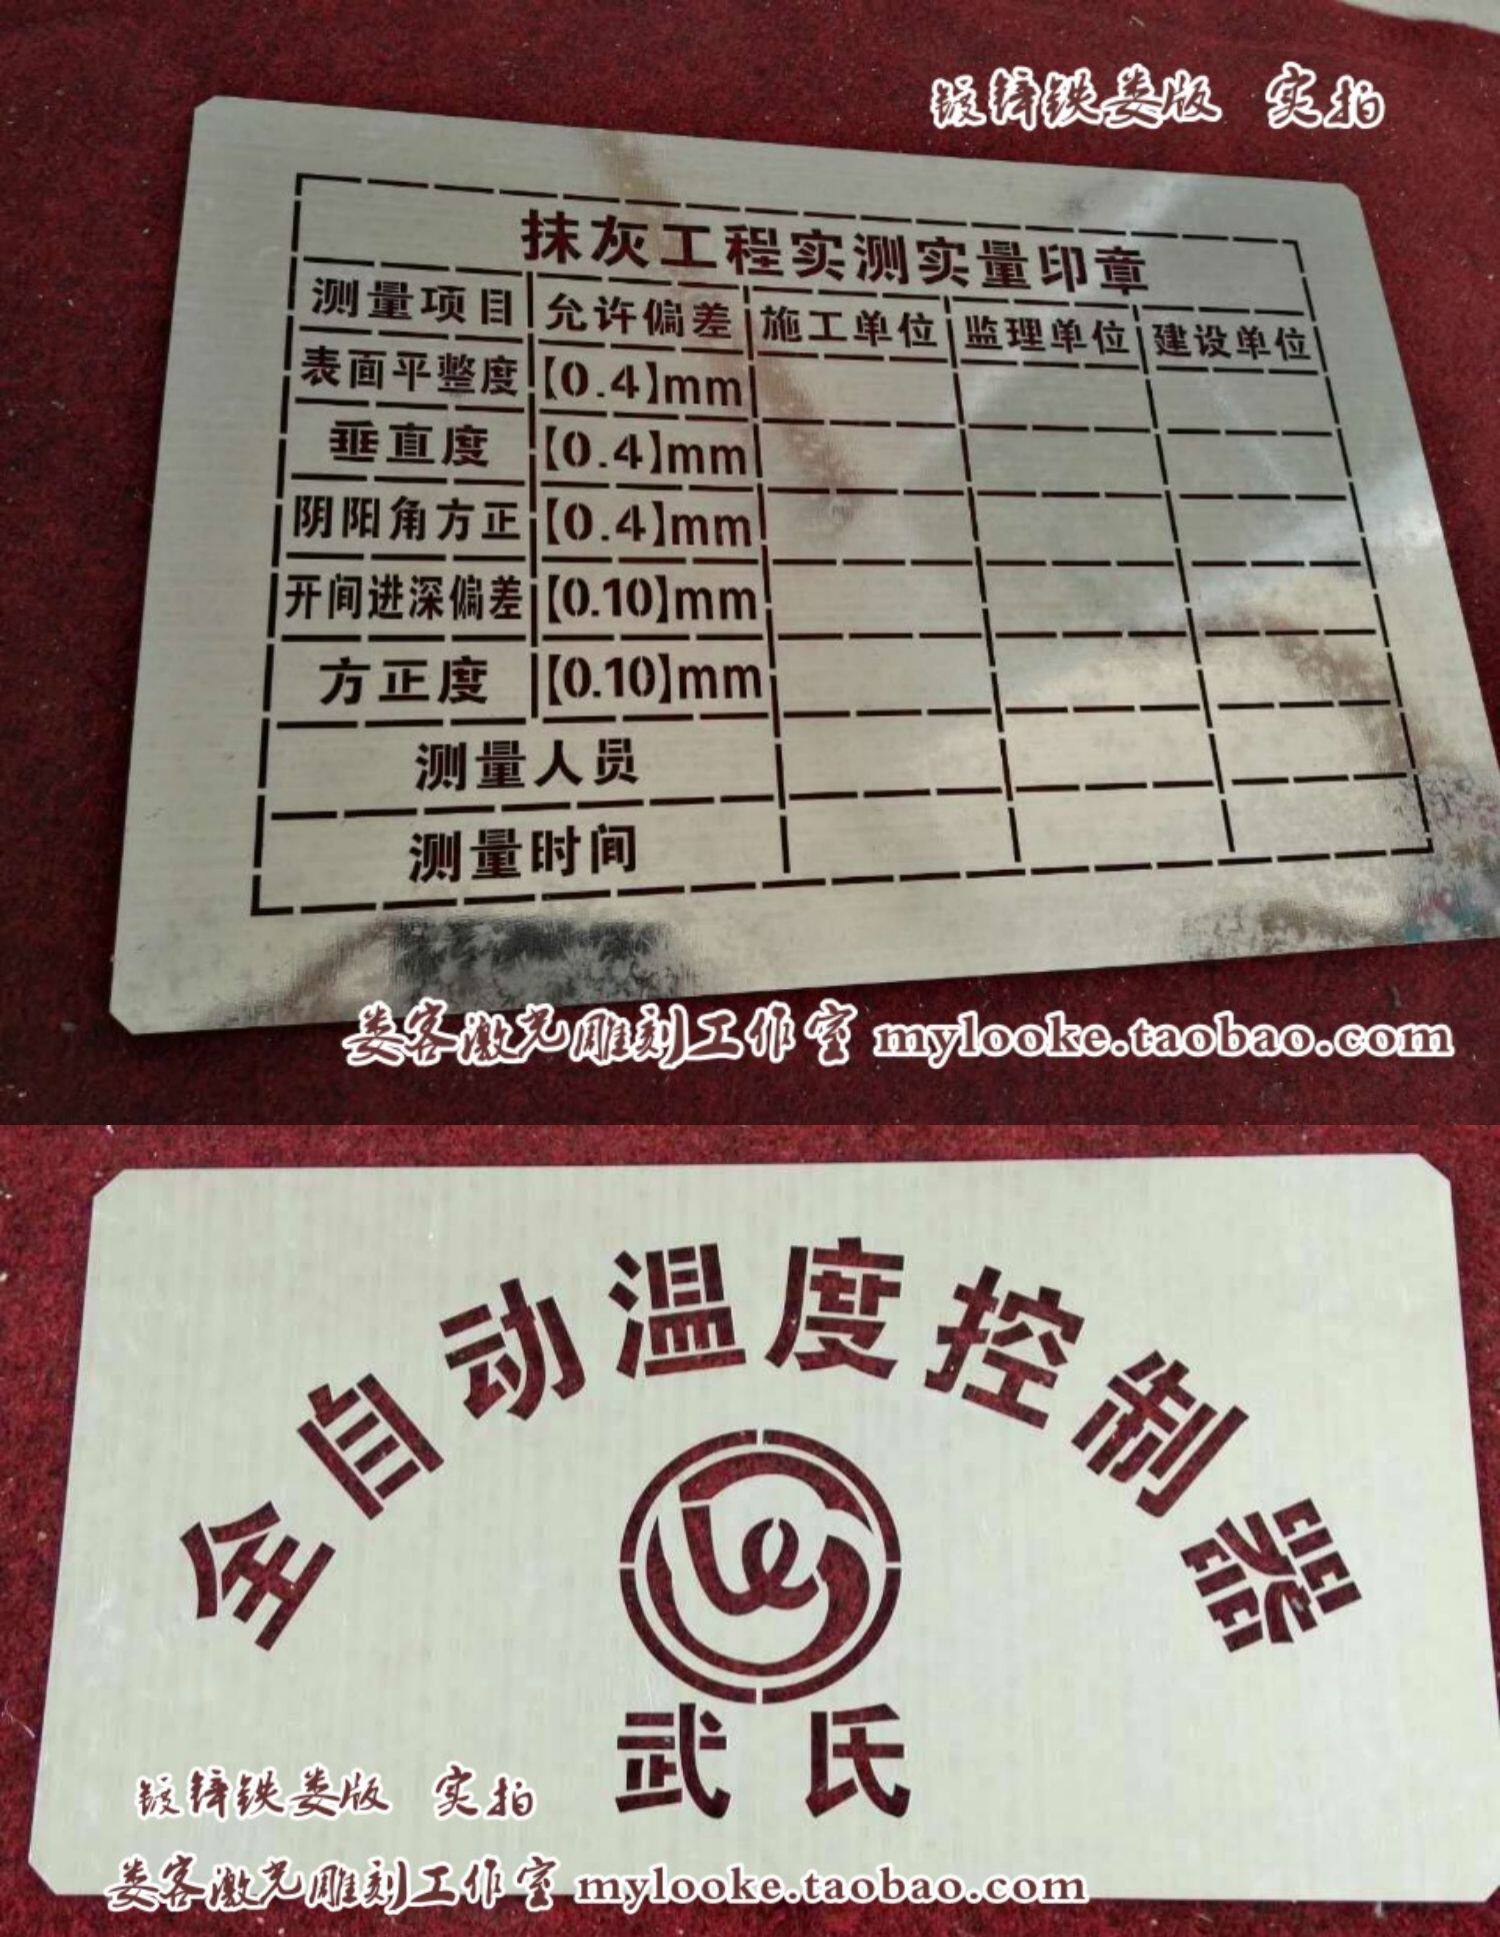 镀锌铁娄版 实拍
抹灰工程实测实量印章
测量项目 允许偏差 施工单位 监理单位 建设单位
表面平整度 【0.4】mm
垂直度 【0.4】mm
阴阳角方正 【0.4】mm
开间进深偏差 【0.10】mm
方正度 【0.10】mm
测量人员
测量时间
娄客激光雕刻工作室 mylooke.taobao.com
全自动温度控制器
武氏
镀锌铁娄版 实拍
娄客激光雕刻工作室 mylooke.taobao.com